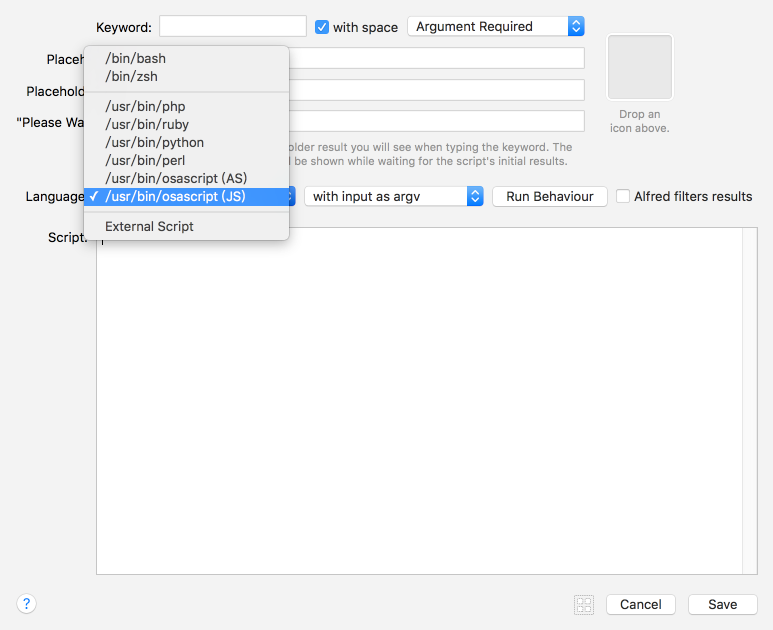 Keyword:
with space
Argument Required
Placeh
/bin/bash
/bin/zsh
Placehold
/usr/bin/php
/usr/bin/ruby
"Please Wa
/usr/bin/python
/usr/bin/perl
/usr/bin/osascript (AS)
Drop an
icon above.
older result you will see when typing the keyword. The
be shown while waiting for the script's initial results.
Language
✓ /usr/bin/osascript (JS)
with input as argv
Run Behaviour
Alfred filters results
External Script
Script:
?
Cancel
Save